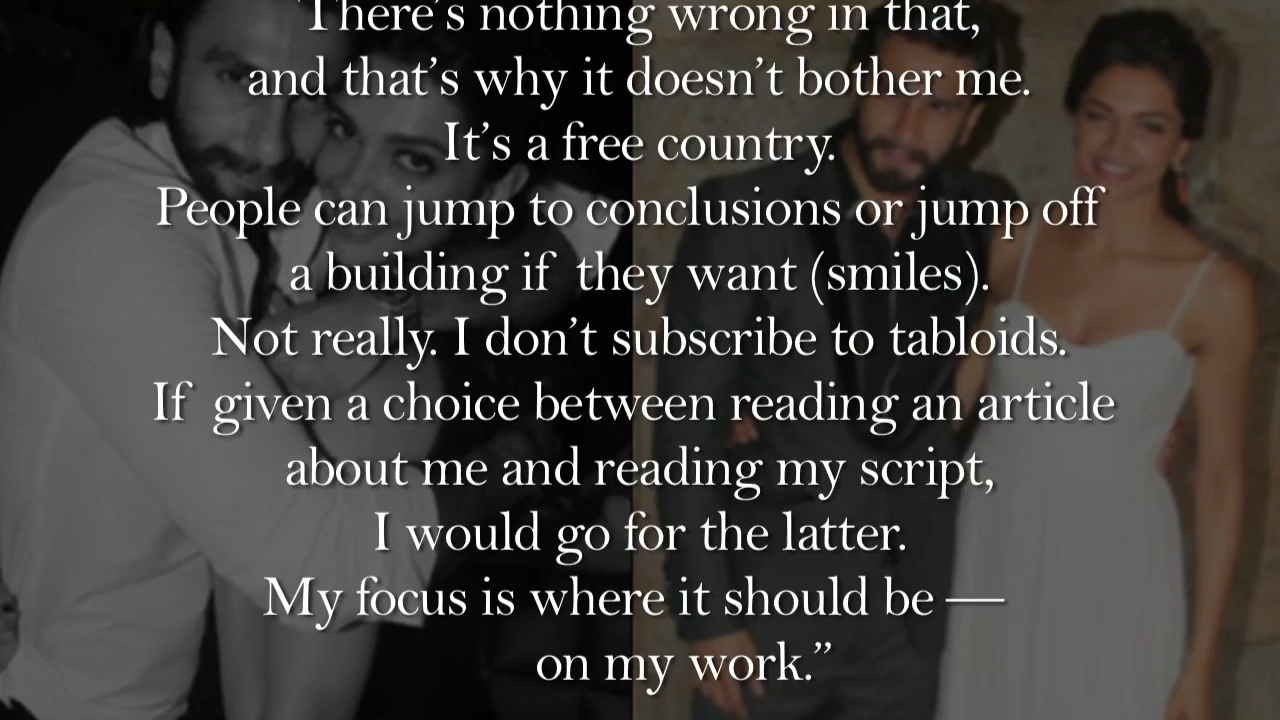 There’s nothing wrong in that,
and that’s why it doesn’t bother me.
It’s a free country.
People can jump to conclusions or jump off
a building if they want (smiles).
Not really. I don’t subscribe to tabloids.
If given a choice between reading an article
about me and reading my script,
I would go for the latter.
My focus is where it should be —
on my work.”